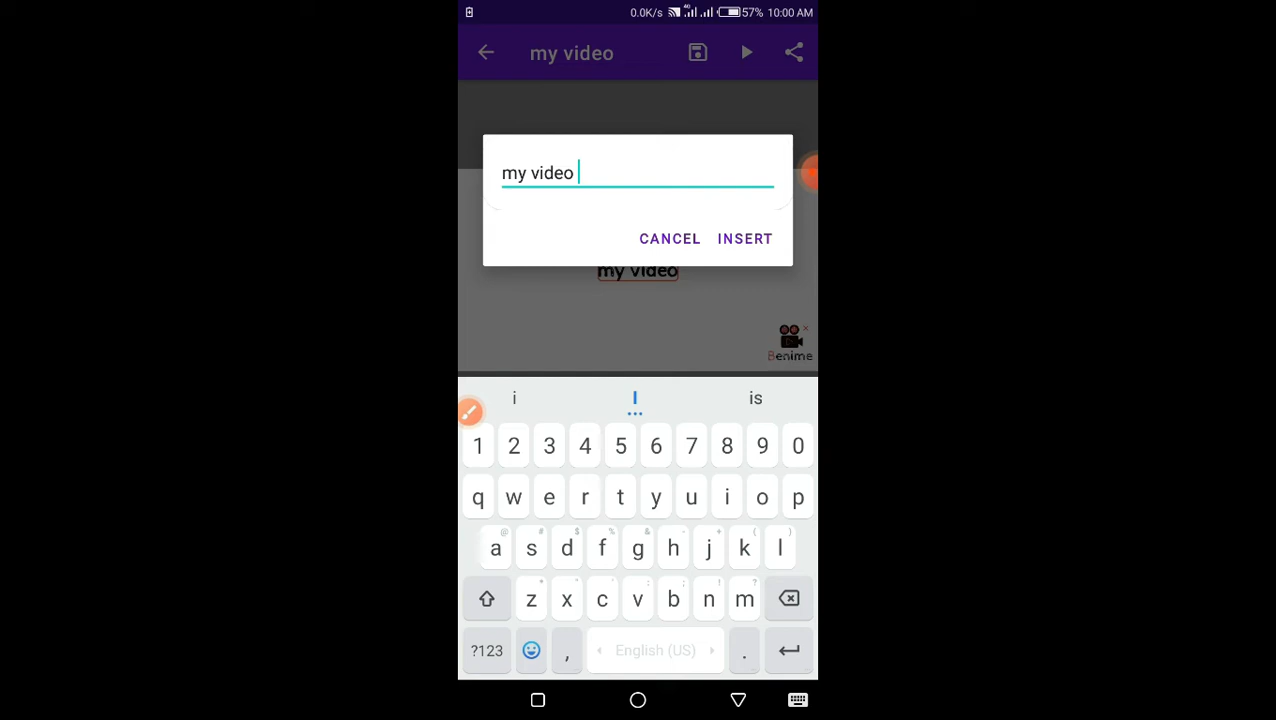 0.0K/s 4G 57% 10:00 AM
my video
my video
CANCEL INSERT
my video
Benime
i I is
1 2 3 4 5 6 7 8 9 0
q w e r t y u i o p
@ # $ % & - + ( )
a s d f g h j k l
* " ' : ; ! ?
z x c v b n m
?123 , English (US) .